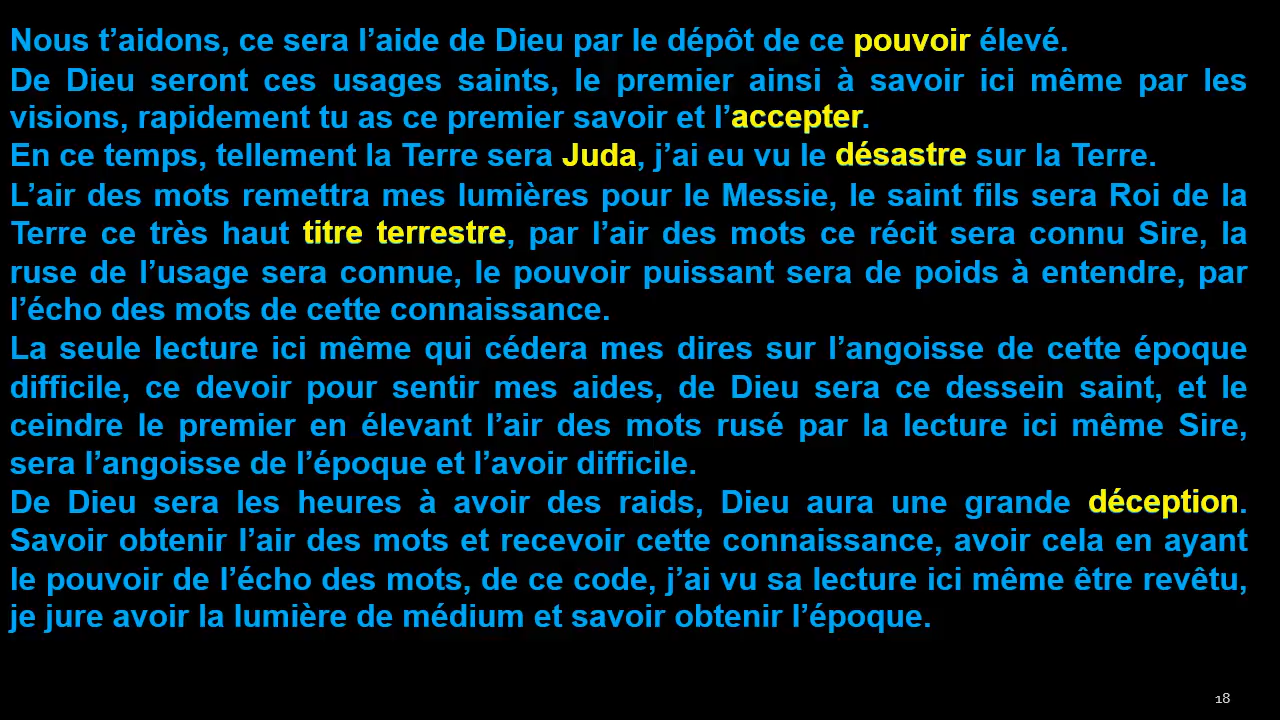 Nous t’aidons, ce sera l’aide de Dieu par le dépôt de ce pouvoir élevé.
De Dieu seront ces usages saints, le premier ainsi à savoir ici même par les
visions, rapidement tu as ce premier savoir et l’accepter.
En ce temps, tellement la Terre sera Juda, j’ai eu vu le désastre sur la Terre.
L’air des mots remettra mes lumières pour le Messie, le saint fils sera Roi de la
Terre ce très haut titre terrestre, par l’air des mots ce récit sera connu Sire, la
ruse de l’usage sera connue, le pouvoir puissant sera de poids à entendre, par
l’écho des mots de cette connaissance.
La seule lecture ici même qui cédera mes dires sur l’angoisse de cette époque
difficile, ce devoir pour sentir mes aides, de Dieu sera ce dessein saint, et le
ceindre le premier en élevant l’air des mots rusé par la lecture ici même Sire,
sera l’angoisse de l’époque et l’avoir difficile.
De Dieu sera les heures à avoir des raids, Dieu aura une grande déception.
Savoir obtenir l’air des mots et recevoir cette connaissance, avoir cela en ayant
le pouvoir de l’écho des mots, de ce code, j’ai vu sa lecture ici même être revêtu,
je jure avoir la lumière de médium et savoir obtenir l’époque.
18